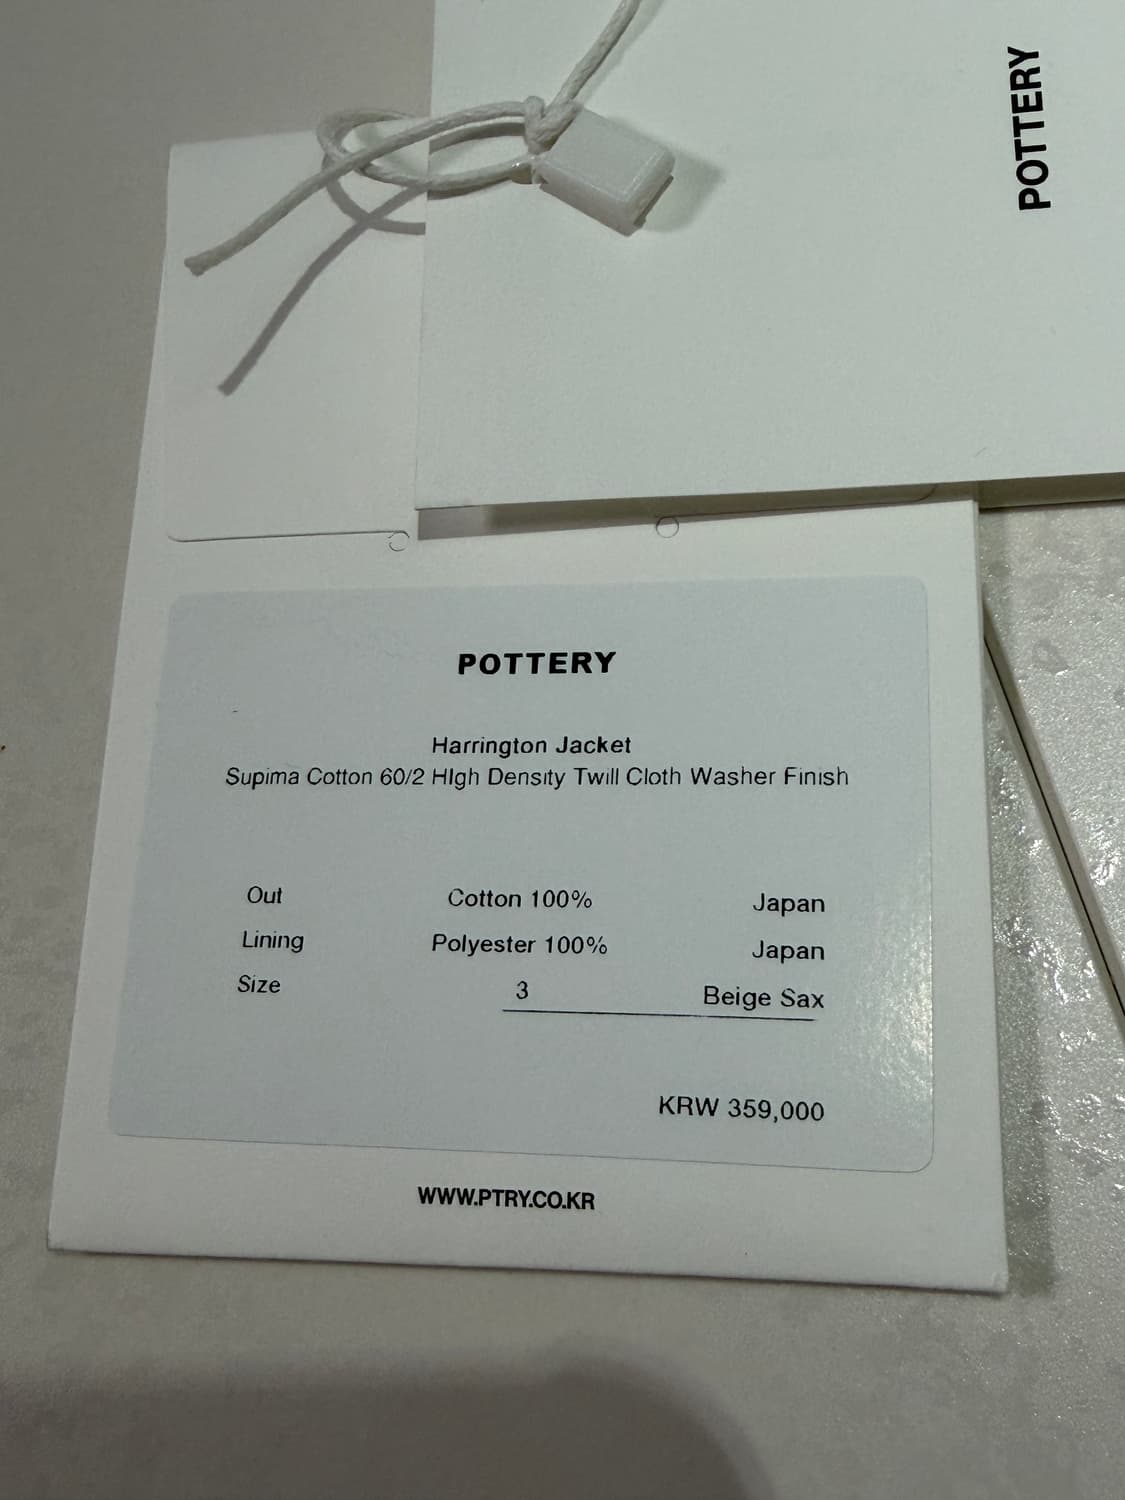 POTTERY
POTTERY
Harrington Jacket
Supima Cotton 60/2 HIgh Density Twill Cloth Washer Finish
Out Cotton 100% Japan
Lining Polyester 100% Japan
Size 3 Beige Sax
KRW 359,000
WWW.PTRY.CO.KR